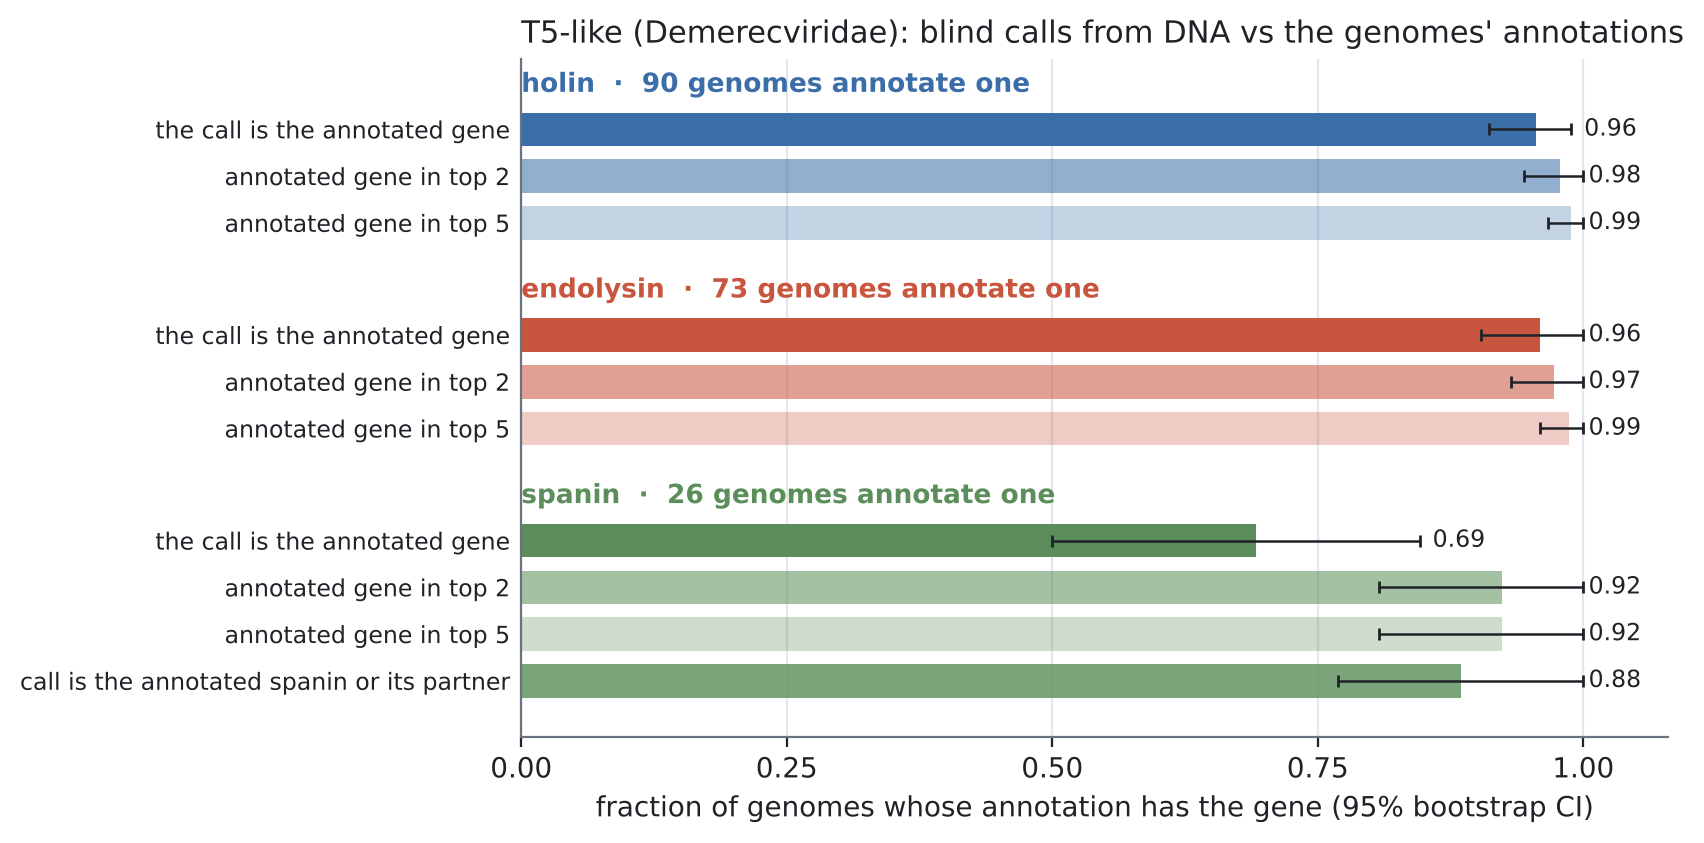 T5-like (Demerecviridae): blind calls from DNA vs the genomes' annotations
holin · 90 genomes annotate one
the call is the annotated gene 0.96
annotated gene in top 2 0.98
annotated gene in top 5 0.99
endolysin · 73 genomes annotate one
the call is the annotated gene 0.96
annotated gene in top 2 0.97
annotated gene in top 5 0.99
spanin · 26 genomes annotate one
the call is the annotated gene 0.69
annotated gene in top 2 0.92
annotated gene in top 5 0.92
call is the annotated spanin or its partner 0.88
0.00 0.25 0.50 0.75 1.00
fraction of genomes whose annotation has the gene (95% bootstrap CI)